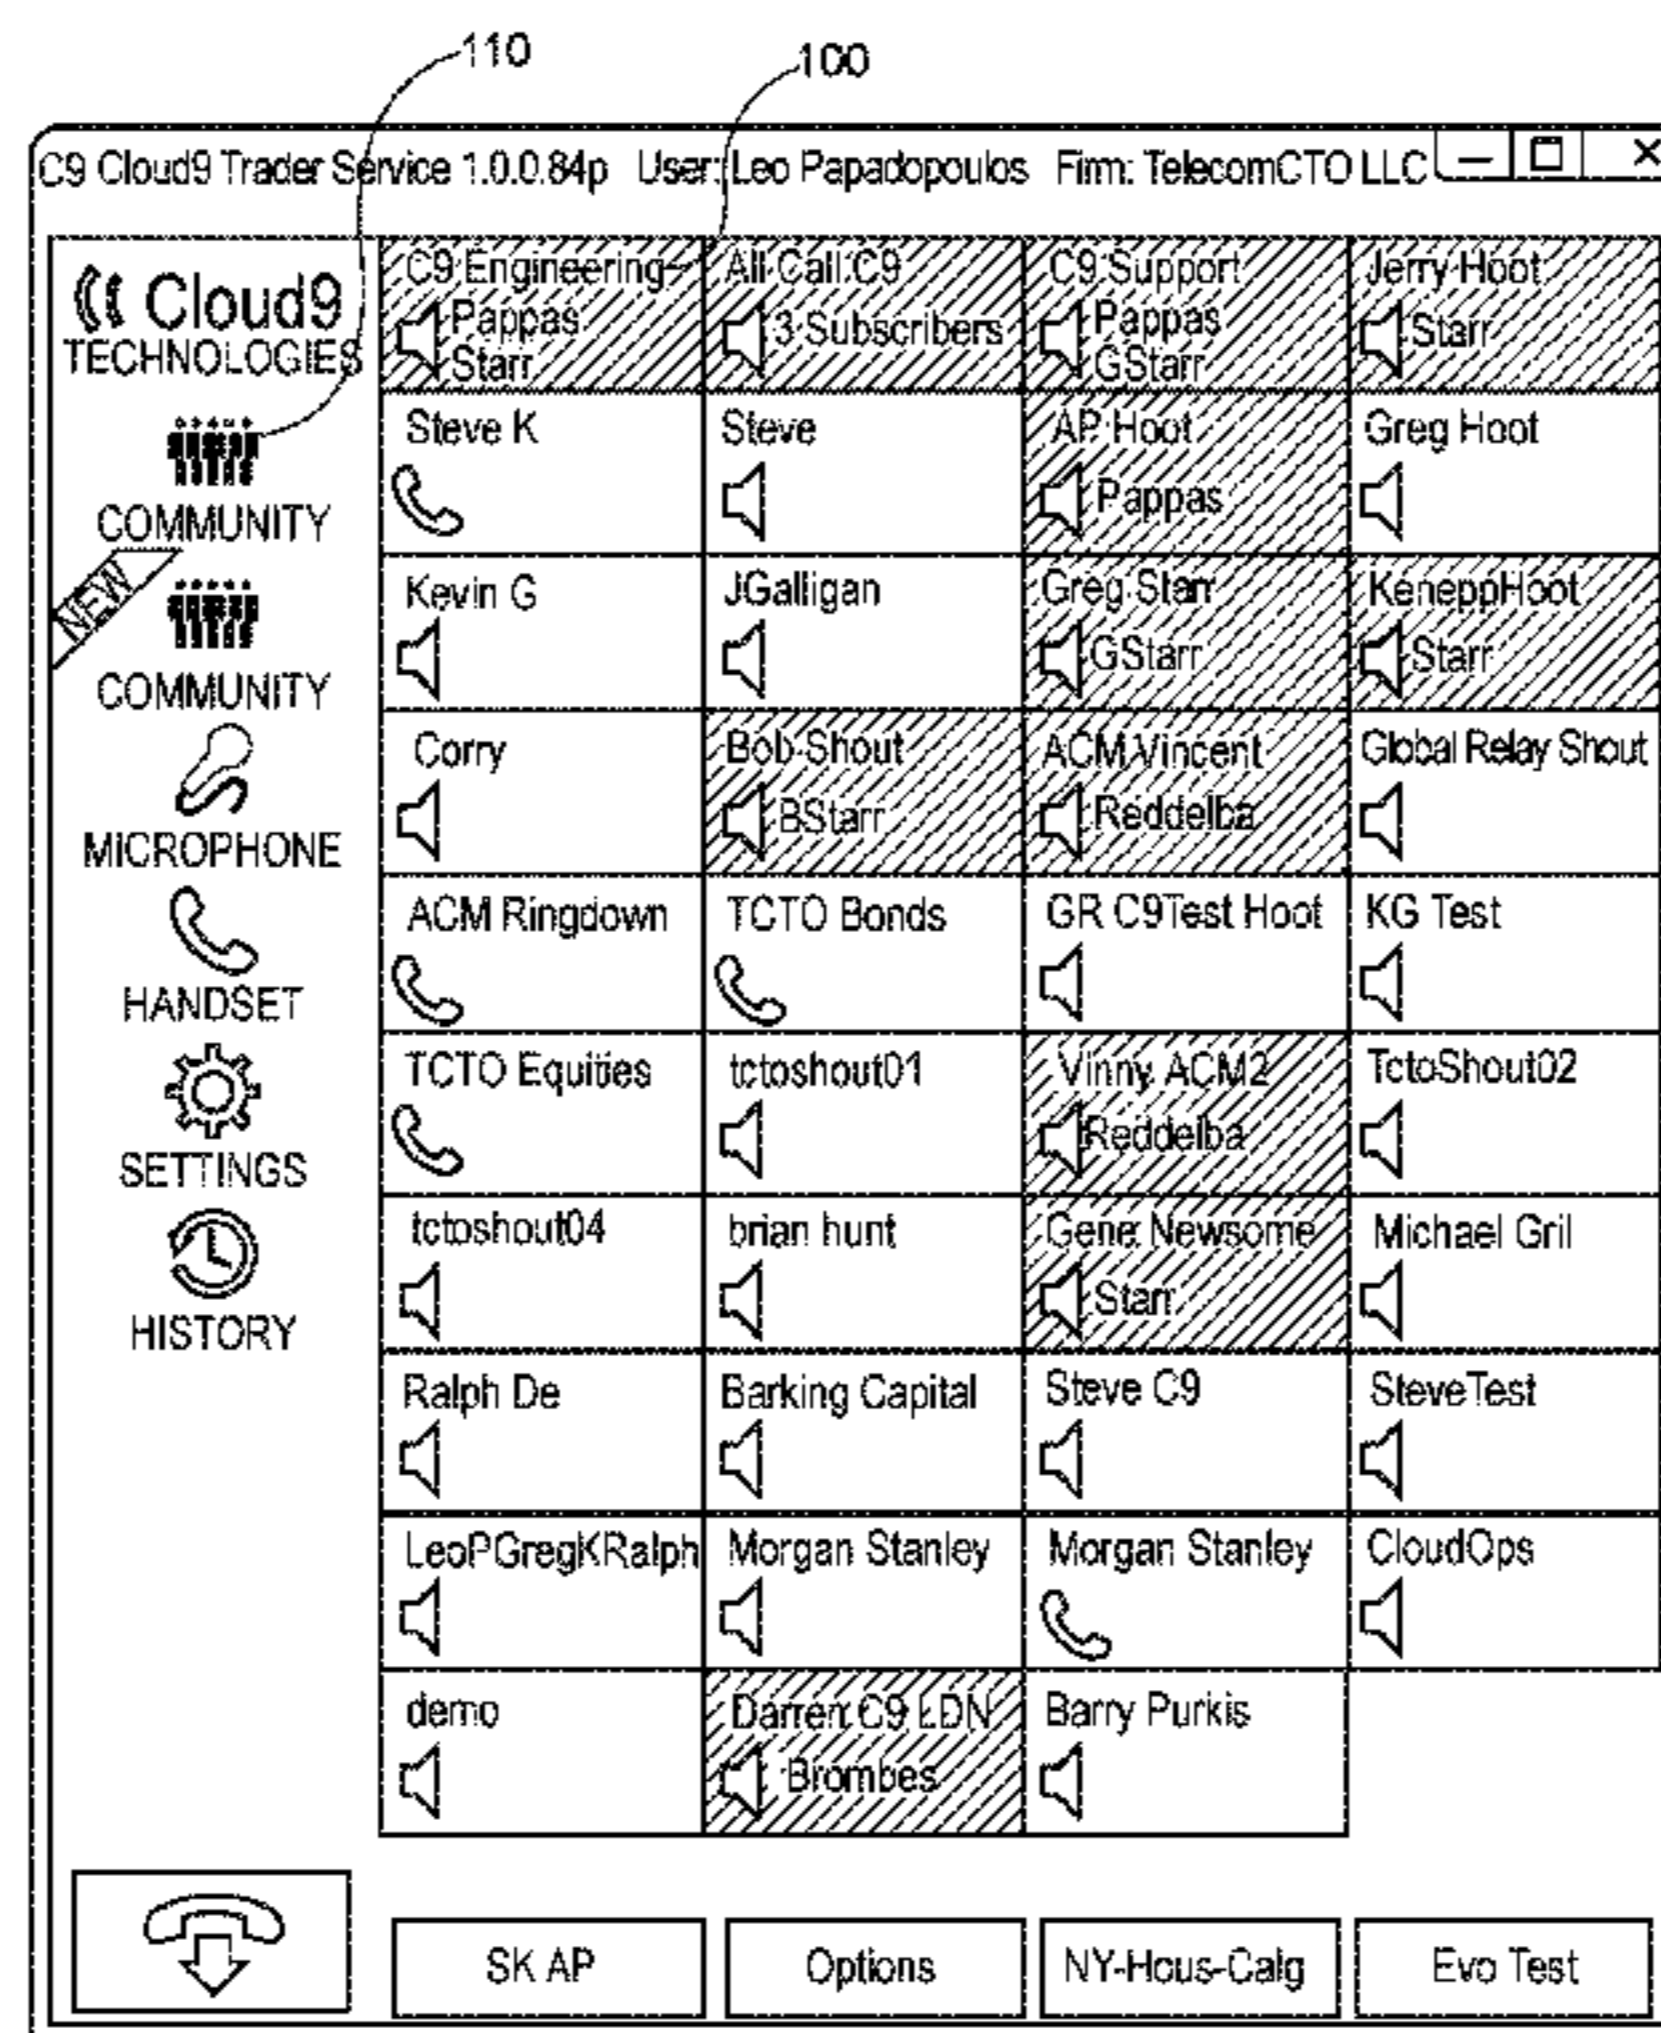 110
100
C9 Cloud9 Trader Service 1.0.0.84p User: Leo Papadopoulos Firm: TelecomCTO LLC
Cloud9
TECHNOLOGIES
COMMUNITY
NEW
COMMUNITY
MICROPHONE
HANDSET
SETTINGS
HISTORY
C9 Engineering
Pappas
Starr
All Call C9
3 Subscribers
C9 Support
Pappas
GStarr
Jerry Hoot
Starr
Steve K
Steve
AP Hoot
Pappas
Greg Hoot
Kevin G
JGalligan
Greg Starr
GStarr
KeneppHoot
Starr
Corry
Bob Shout
BStarr
ACM Vincent
Reddelba
Global Relay Shout
ACM Ringdown
TCTO Bonds
GR C9Test Hoot
KG Test
TCTO Equities
tctoshout01
Vinny ACM2
Reddelba
TctoShout02
tctoshout04
brian hunt
Gene Newsome
Starr
Michael Gril
Ralph De
Barking Capital
Steve C9
SteveTest
LeoPGregKRalph
Morgan Stanley
Morgan Stanley
CloudOps
demo
Darren C9 LDN
Brombes
Barry Purkis
SK AP
Options
NY-Hous-Calg
Evo Test